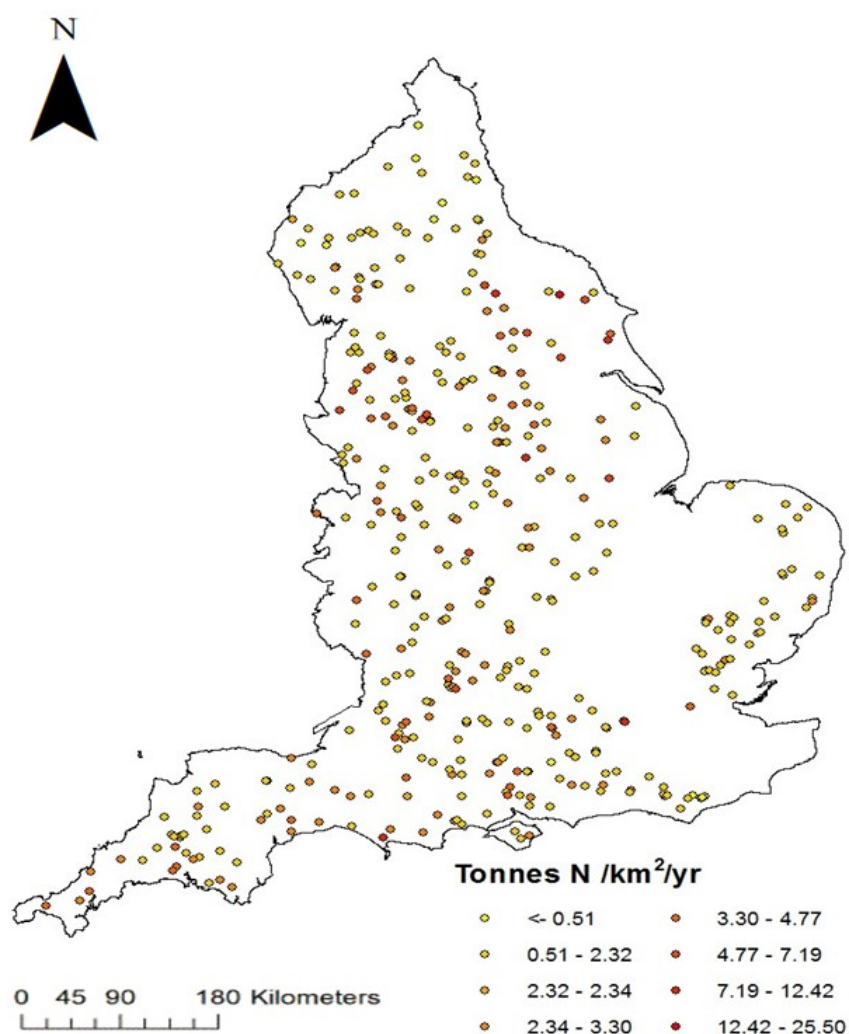 N
Tonnes N /km²/yr
<- 0.51
0.51 - 2.32
2.32 - 2.34
2.34 - 3.30
3.30 - 4.77
4.77 - 7.19
7.19 - 12.42
12.42 - 25.50
0 45 90 180 Kilometers